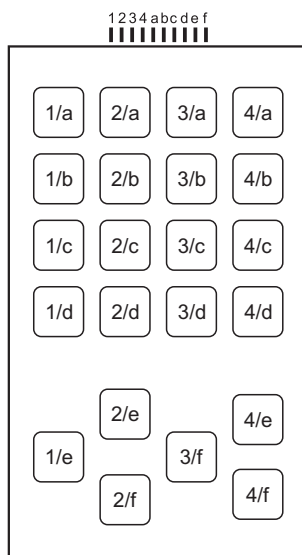 1234abcdef
1/a 2/a 3/a 4/a
1/b 2/b 3/b 4/b
1/c 2/c 3/c 4/c
1/d 2/d 3/d 4/d
2/e 4/e
1/e 3/f
2/f 4/f